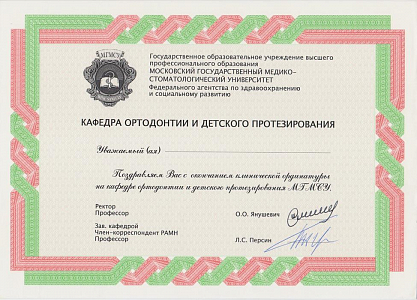 МГМСУ
Государственное образовательное учреждение высшего
профессионального образования
МОСКОВСКИЙ ГОСУДАРСТВЕННЫЙ МЕДИКО-
СТОМАТОЛОГИЧЕСКИЙ УНИВЕРСИТЕТ
Федерального агентства по здравоохранению
и социальному развитию
КАФЕДРА ОРТОДОНТИИ И ДЕТСКОГО ПРОТЕЗИРОВАНИЯ
Уважаемый (ая)
Поздравляем Вас с окончанием клинической ординатуры
на кафедре ортодонтии и детского протезирования МГМСУ.
Ректор
Профессор
О.О. Янушевич
Зав. кафедрой
Член-корреспондент РАМН
Профессор
Л.С. Персин